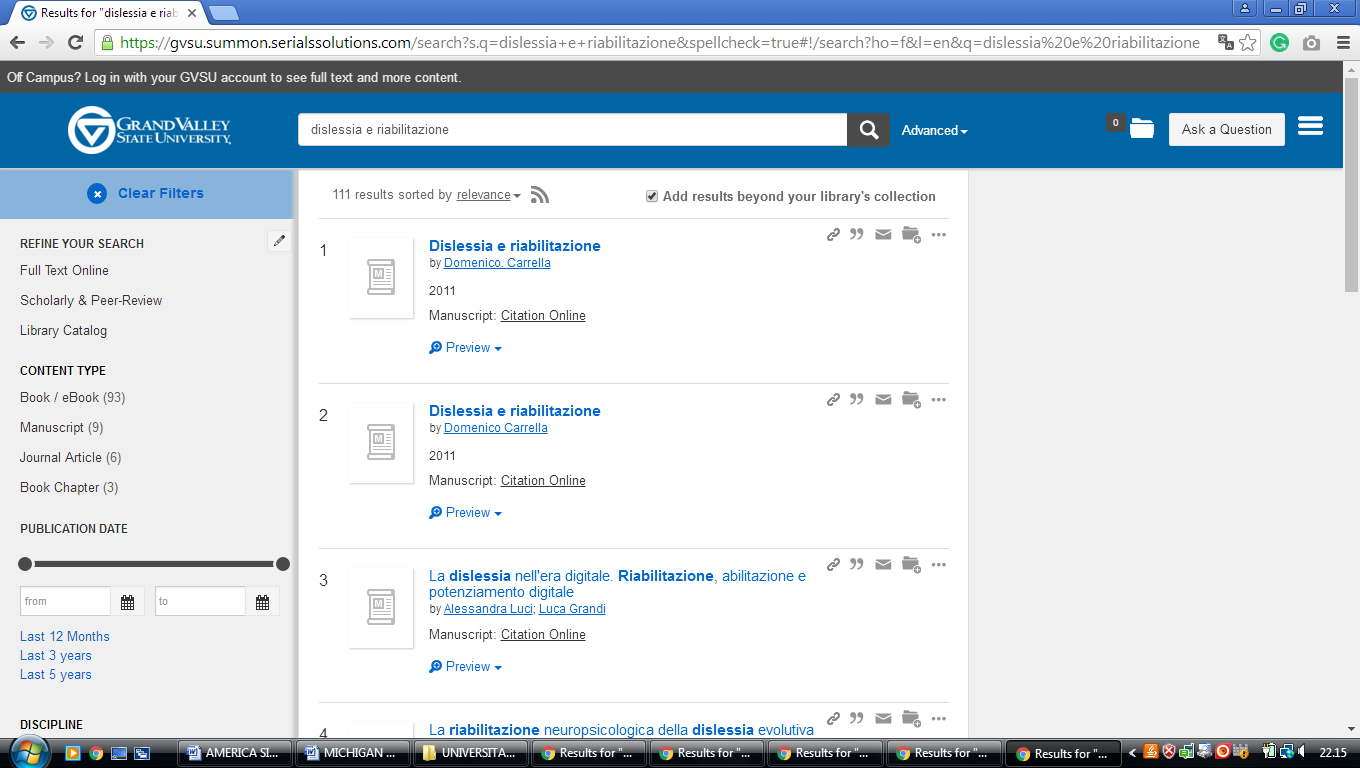 Results for "dislessia e riab
https://gvsu.summon.serialssolutions.com/search?s.q=dislessia+e+riabilitazione&spellcheck=true#!/search?ho=f&l=en&q=dislessia%20e%20riabilitazione
Off Campus? Log in with your GVSU account to see full text and more content.
GRAND VALLEY
STATE UNIVERSITY.
dislessia e riabilitazione
Advanced
0
Ask a Question
Clear Filters
111 results sorted by relevance
Add results beyond your library's collection
REFINE YOUR SEARCH
Full Text Online
Scholarly & Peer-Review
Library Catalog
CONTENT TYPE
Book / eBook (93)
Manuscript (9)
Journal Article (6)
Book Chapter (3)
PUBLICATION DATE
from
to
Last 12 Months
Last 3 years
Last 5 years
DISCIPLINE
1
Dislessia e riabilitazione
by Domenico. Carrella
2011
Manuscript: Citation Online
Preview
2
Dislessia e riabilitazione
by Domenico Carrella
2011
Manuscript: Citation Online
Preview
3
La dislessia nell'era digitale. Riabilitazione, abilitazione e
potenziamento digitale
by Alessandra Luci; Luca Grandi
Manuscript: Citation Online
Preview
4
La riabilitazione neuropsicologica della dislessia evolutiva
AMERICA SI...
MICHIGAN ...
UNIVERSITA...
Results for "...
Results for "...
Results for "...
Results for "...
Results for "...
22.15